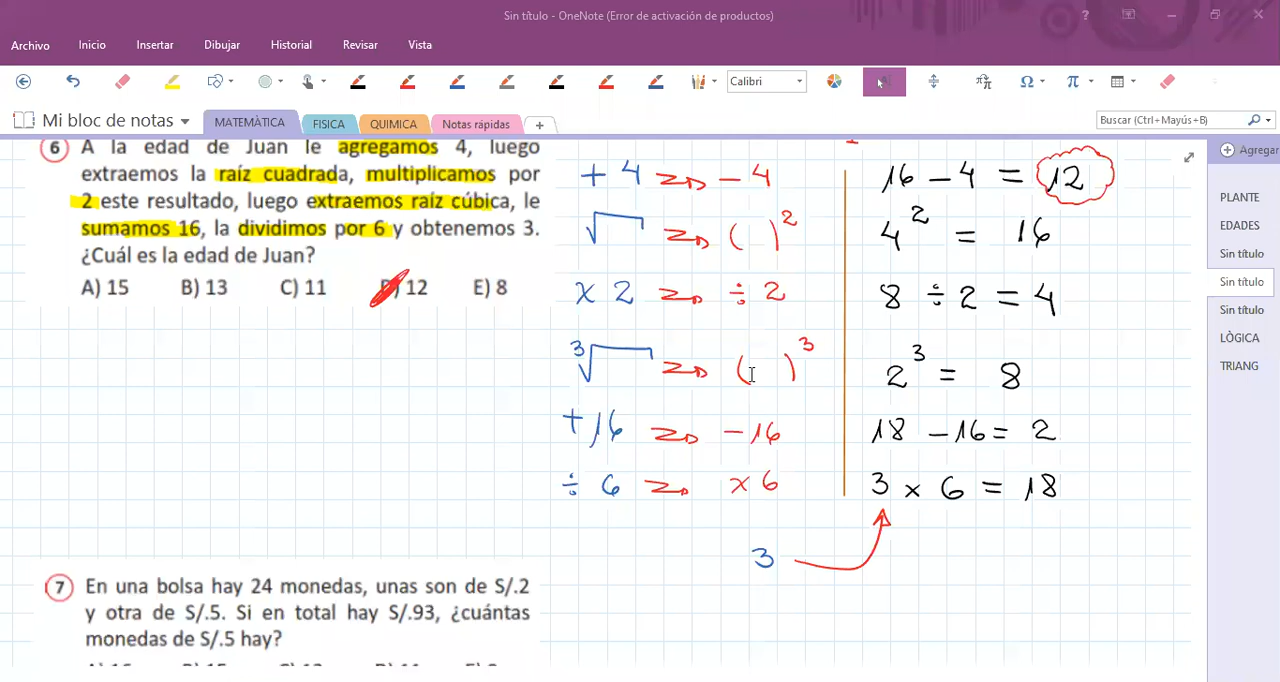 Sin título - OneNote (Error de activación de productos)
Archivo Inicio Insertar Dibujar Historial Revisar Vista
Calibri
Mi bloc de notas MATEMÀTICA FISICA QUIMICA Notas rápidas
Buscar (Ctrl+Mayús+B)
Agregar
PLANTE
EDADES
Sin título
Sin título
Sin título
LÒGICA
TRIANG
6 A la edad de Juan le agregamos 4, luego
extraemos la raíz cuadrada, multiplicamos por
2 este resultado, luego extraemos raíz cúbica, le
sumamos 16, la dividimos por 6 y obtenemos 3.
¿Cuál es la edad de Juan?
A) 15 B) 13 C) 11 D) 12 E) 8
+ 4 ⇒ - 4
√ ⇒ ( )²
x 2 ⇒ ÷ 2
³√ ⇒ ( )³
+16 ⇒ -16
÷ 6 ⇒ x 6
3
16 - 4 = 12
4² = 16
8 ÷ 2 = 4
2³ = 8
18 - 16 = 2
3 x 6 = 18
7 En una bolsa hay 24 monedas, unas son de S/.2
y otra de S/.5. Si en total hay S/.93, ¿cuántas
monedas de S/.5 hay?